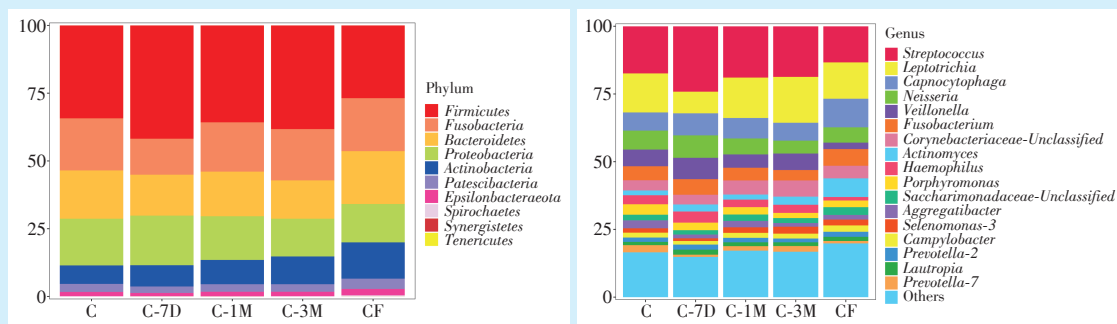 100
75
50
25
0
C
C-7D
C-1M
C-3M
CF
Phylum
Firmicutes
Fusobacteria
Bacteroidetes
Proteobacteria
Actinobacteria
Patescibacteria
Epsilonbacteraeota
Spirochaetes
Synergistetes
Tenericutes
100
75
50
25
0
C
C-7D
C-1M
C-3M
CF
Genus
Streptococcus
Leptotrichia
Capnocytophaga
Neisseria
Veillonella
Fusobacterium
Corynebacteriaceae-Unclassified
Actinomyces
Haemophilus
Porphyromonas
Saccharimonadaceae-Unclassified
Aggregatibacter
Selenomonas-3
Campylobacter
Prevotella-2
Lautropia
Prevotella-7
Others